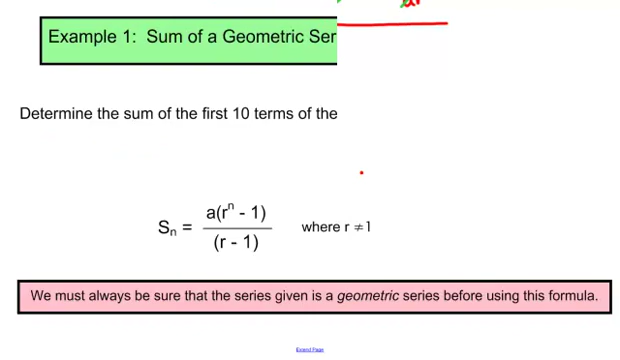 Example 1: Sum of a Geometric Ser
Determine the sum of the first 10 terms of the
Sn = a(r^n - 1) / (r - 1) where r ≠ 1
We must always be sure that the series given is a geometric series before using this formula.
Expand Page